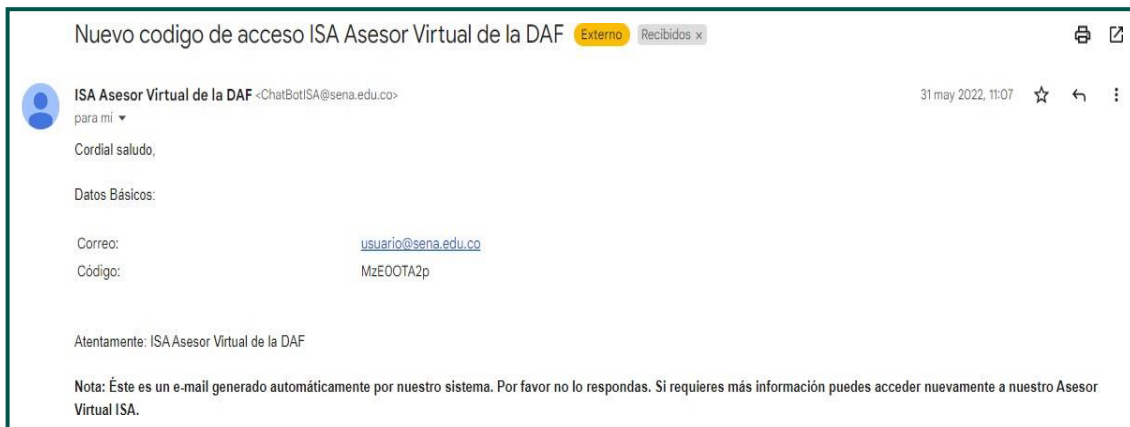 Nuevo codigo de acceso ISA Asesor Virtual de la DAF Externo Recibidos x
ISA Asesor Virtual de la DAF <ChatBotISA@sena.edu.co> 31 may 2022, 11:07
para mí
Cordial saludo,
Datos Básicos:
Correo: usuario@sena.edu.co
Código: MzE0OTA2p
Atentamente: ISA Asesor Virtual de la DAF
Nota: Éste es un e-mail generado automáticamente por nuestro sistema. Por favor no lo respondas. Si requieres más información puedes acceder nuevamente a nuestro Asesor
Virtual ISA.